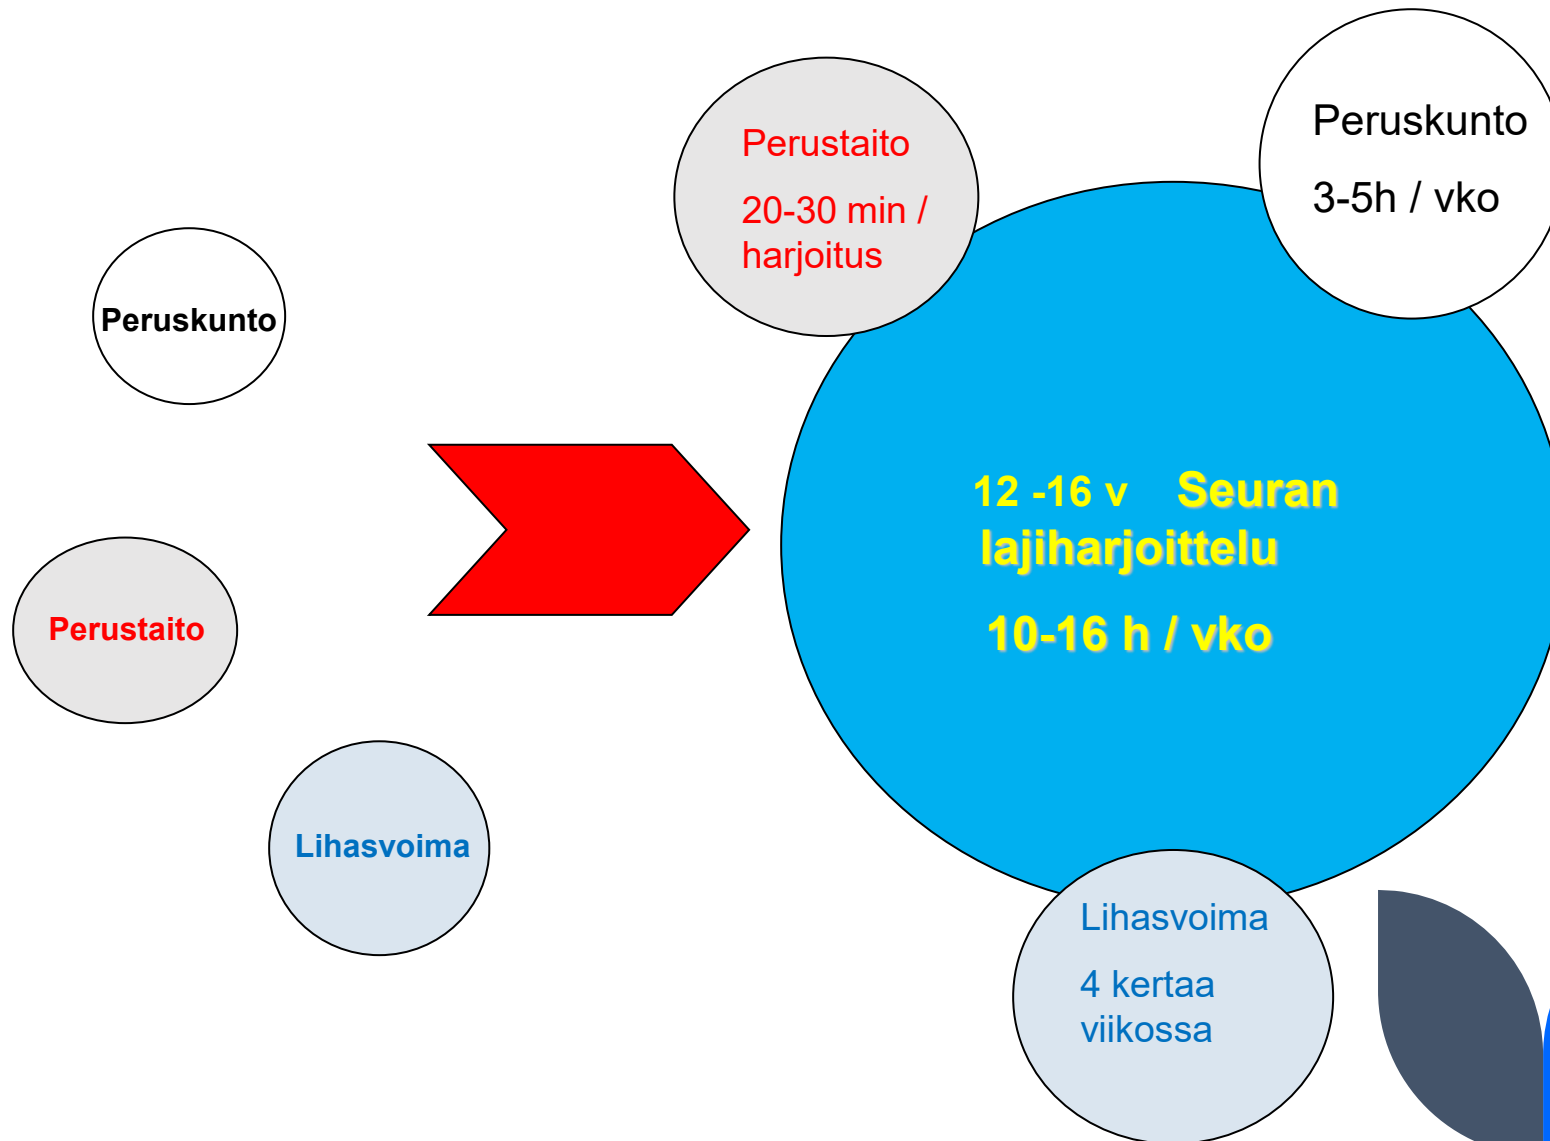 Peruskunto
Perustaito
Lihasvoima
Perustaito
20-30 min /
harjoitus
Peruskunto
3-5h / vko
12 -16 v Seuran
lajiharjoittelu
10-16 h / vko
Lihasvoima
4 kertaa
viikossa